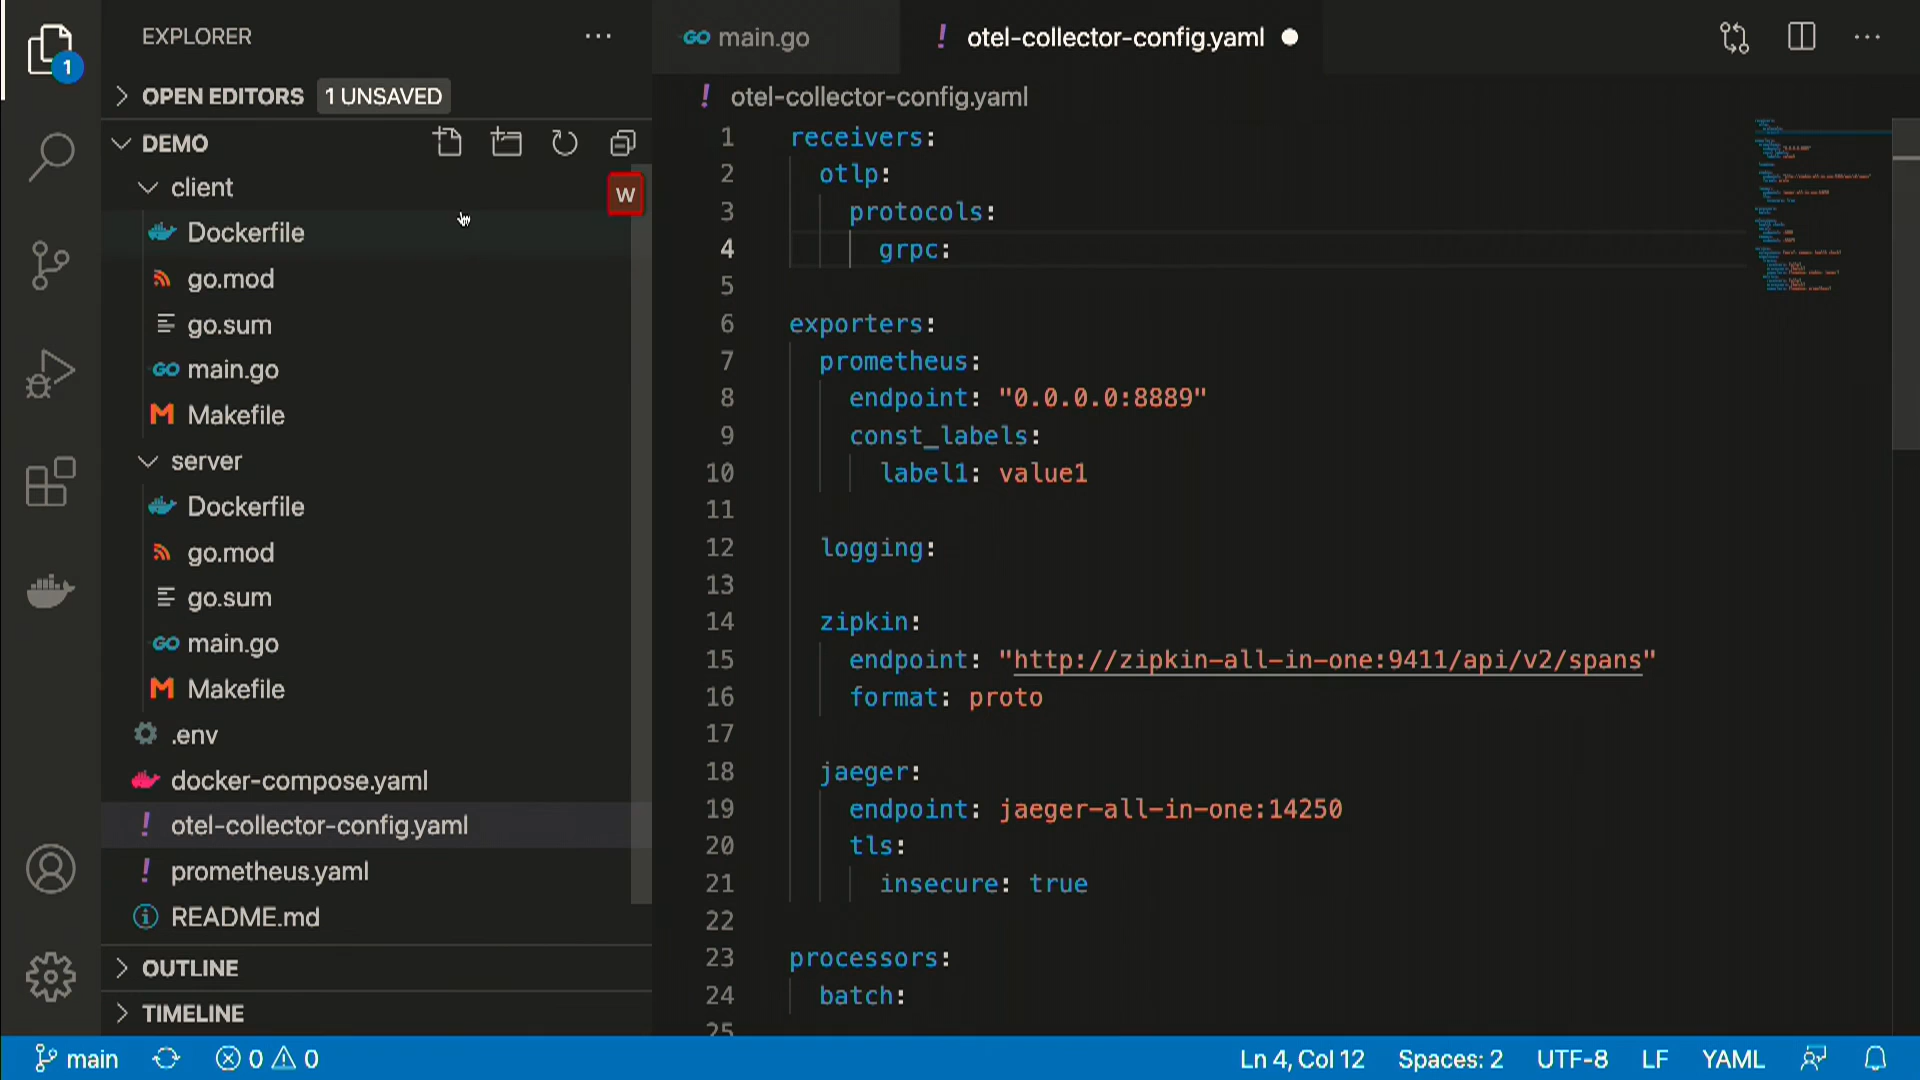 EXPLORER
OPEN EDITORS 1 UNSAVED
DEMO
client
W
Dockerfile
go.mod
go.sum
main.go
Makefile
server
Dockerfile
go.mod
go.sum
main.go
Makefile
.env
docker-compose.yaml
otel-collector-config.yaml
prometheus.yaml
README.md
OUTLINE
TIMELINE
1
main.go
otel-collector-config.yaml
otel-collector-config.yaml
1 receivers:
2 otlp:
3 protocols:
4 grpc:
5
6 exporters:
7 prometheus:
8 endpoint: "0.0.0.0:8889"
9 const_labels:
10 label1: value1
11
12 logging:
13
14 zipkin:
15 endpoint: "http://zipkin-all-in-one:9411/api/v2/spans"
16 format: proto
17
18 jaeger:
19 endpoint: jaeger-all-in-one:14250
20 tls:
21 insecure: true
22
23 processors:
24 batch:
25
main 0 0 Ln 4, Col 12 Spaces: 2 UTF-8 LF YAML